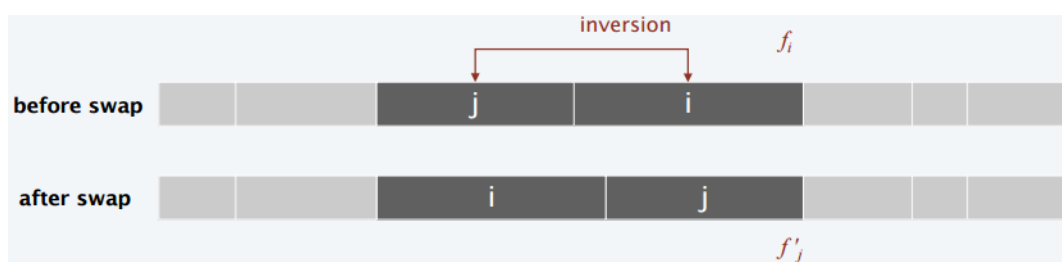 inversion
fi
before swap j i
after swap i j
f'j